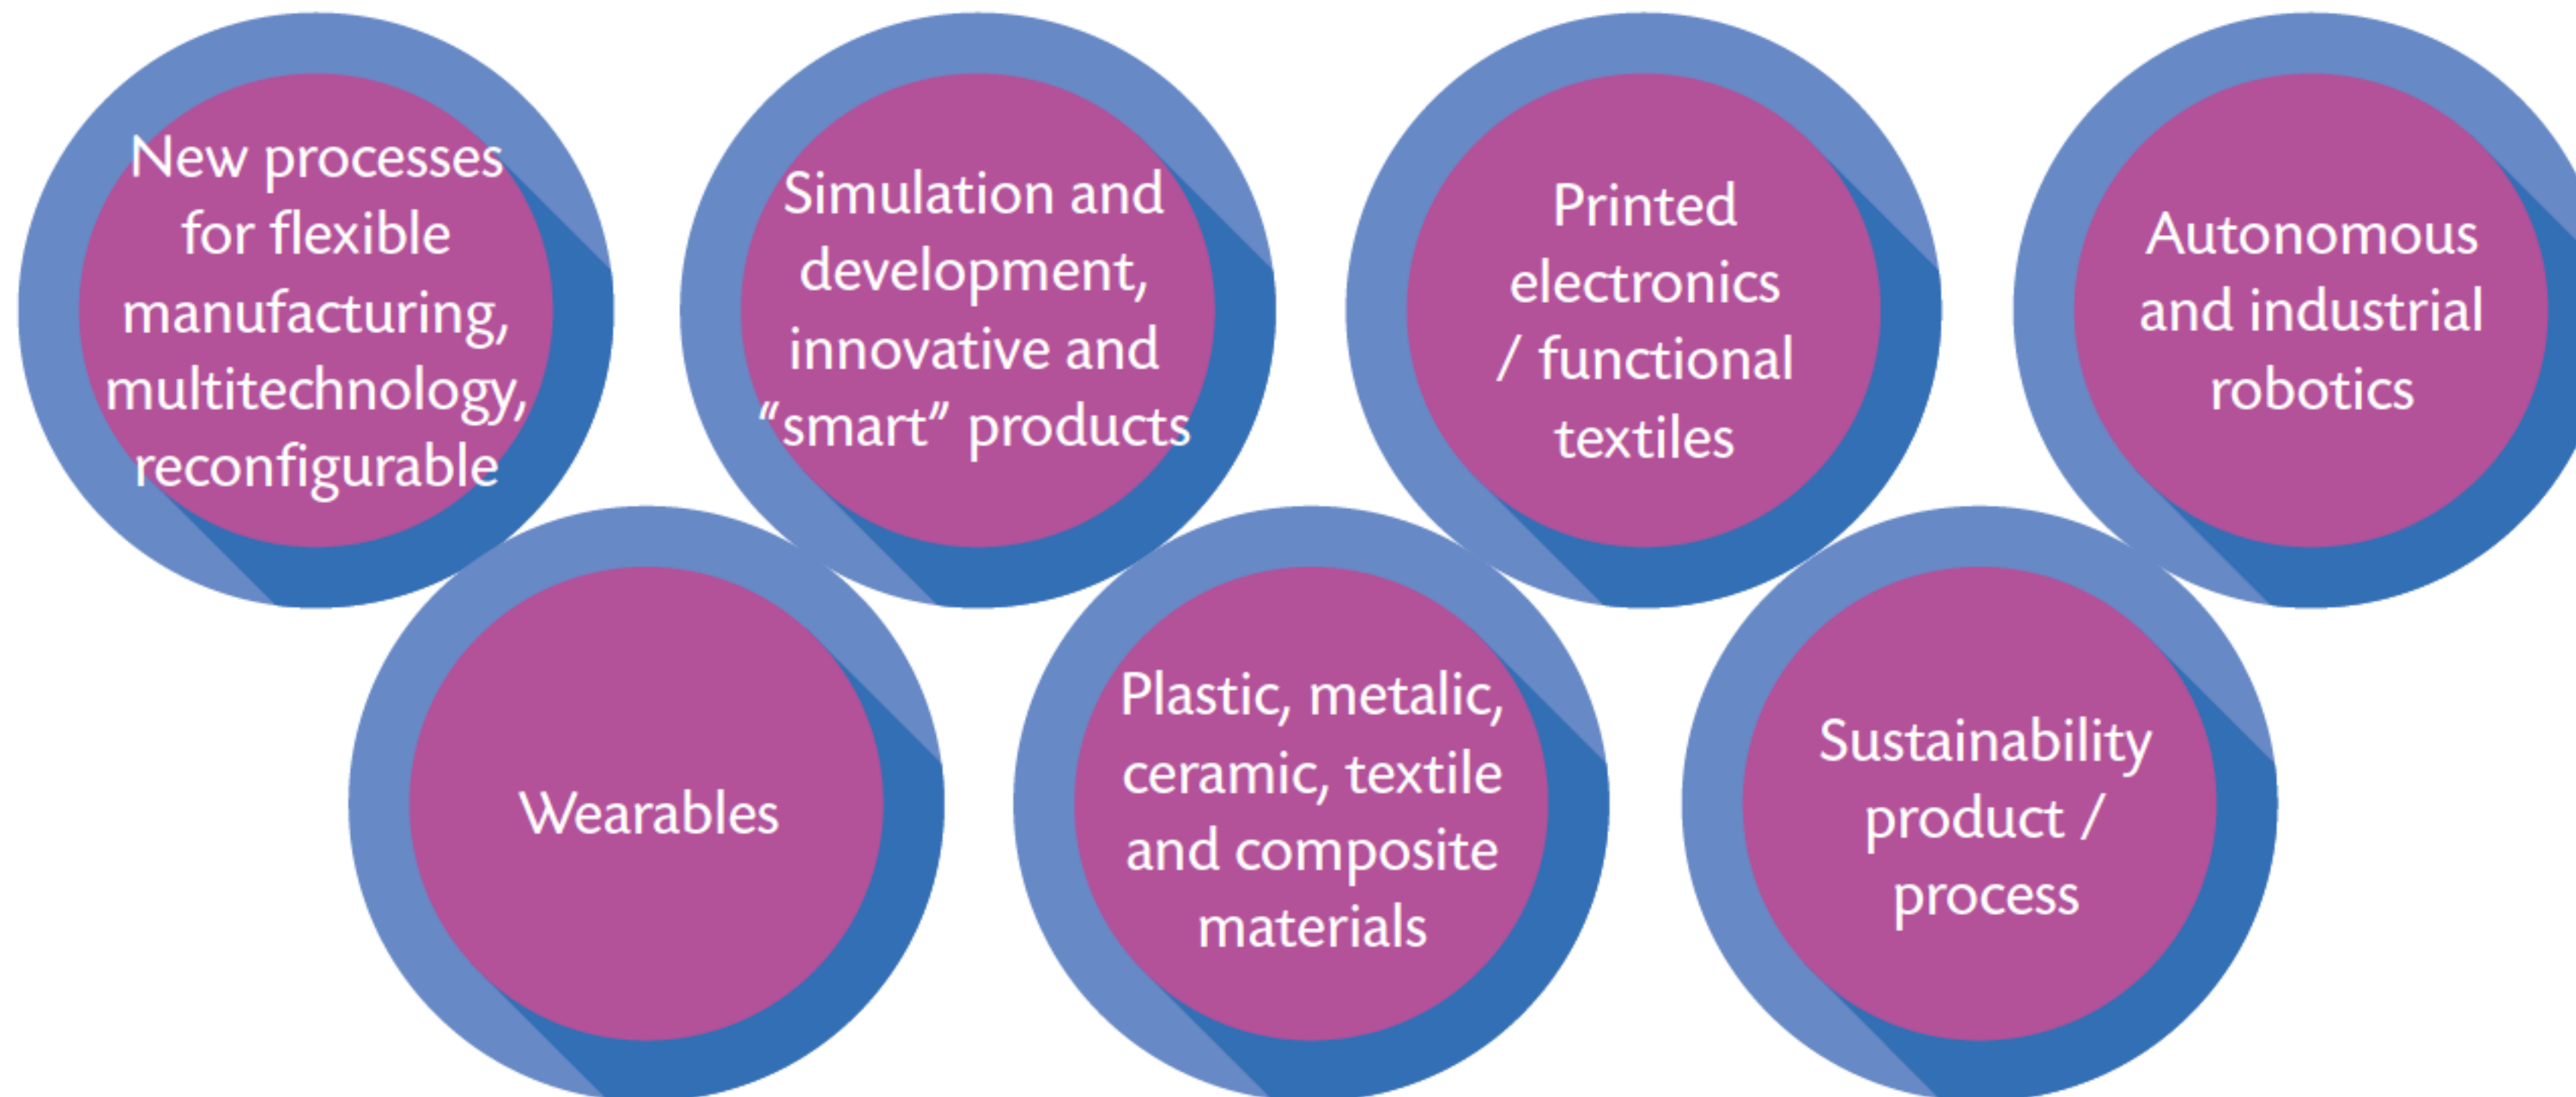 New processes
for flexible
manufacturing,
multitechnology,
reconfigurable
Simulation and
development,
innovative and
“smart” products
Printed
electronics
/ functional
textiles
Autonomous
and industrial
robotics
Wearables
Plastic, metalic,
ceramic, textile
and composite
materials
Sustainability
product /
process